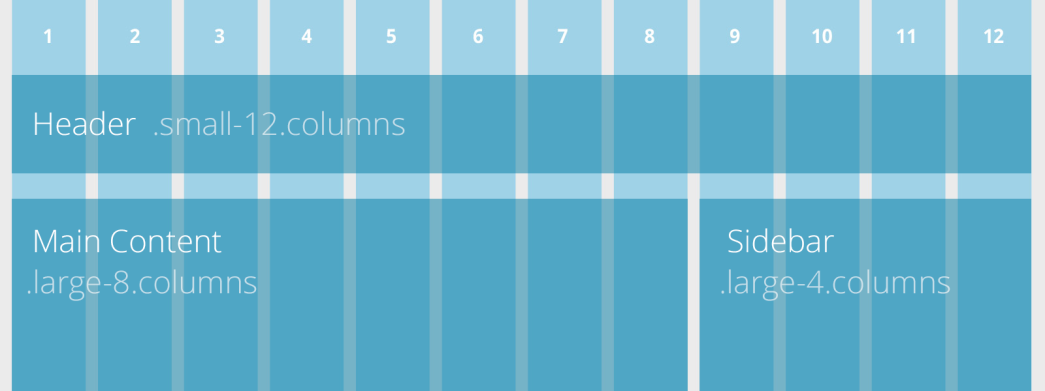 1 2 3 4 5 6 7 8 9 10 11 12
Header .small-12.columns
Main Content
.large-8.columns
Sidebar
.large-4.columns